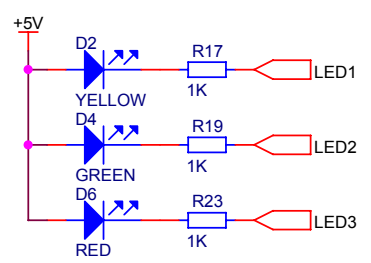 +5V
D2
R17
LED1
YELLOW
1K
D4
R19
LED2
GREEN
1K
D6
R23
LED3
RED
1K